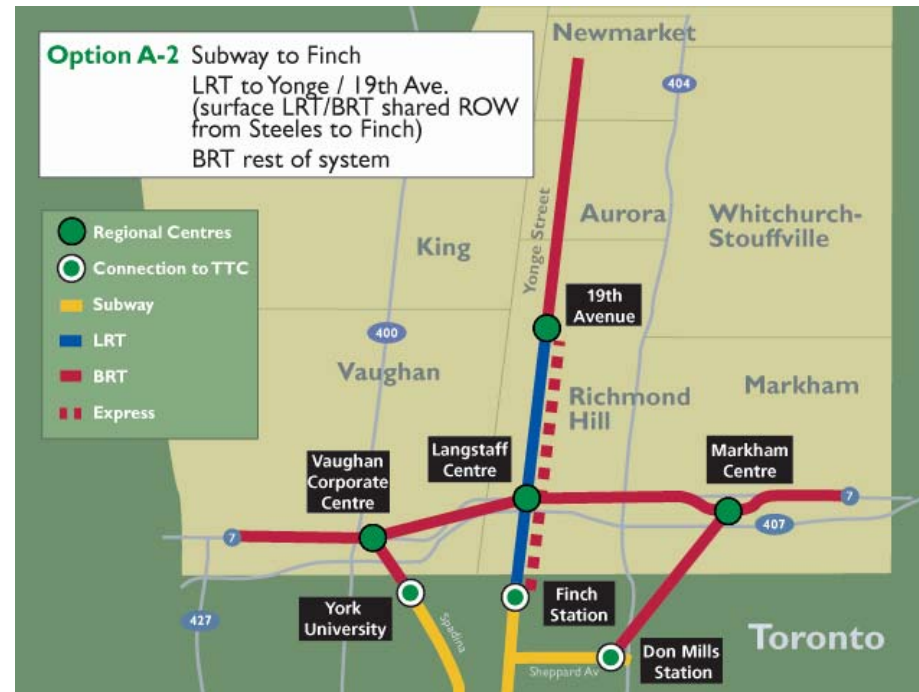 Option A-2 Subway to Finch
LRT to Yonge / 19th Ave.
(surface LRT/BRT shared ROW
from Steeles to Finch)
BRT rest of system
Regional Centres
Connection to TTC
Subway
LRT
BRT
Express
Newmarket
404
Yonge Street
Aurora
Whitchurch-
Stouffville
King
19th
Avenue
400
Vaughan
Richmond
Hill
Markham
Vaughan
Corporate
Centre
Langstaff
Centre
Markham
Centre
7
7
407
427
York
University
Spadina
Finch
Station
Sheppard Av
Don Mills
Station
Toronto